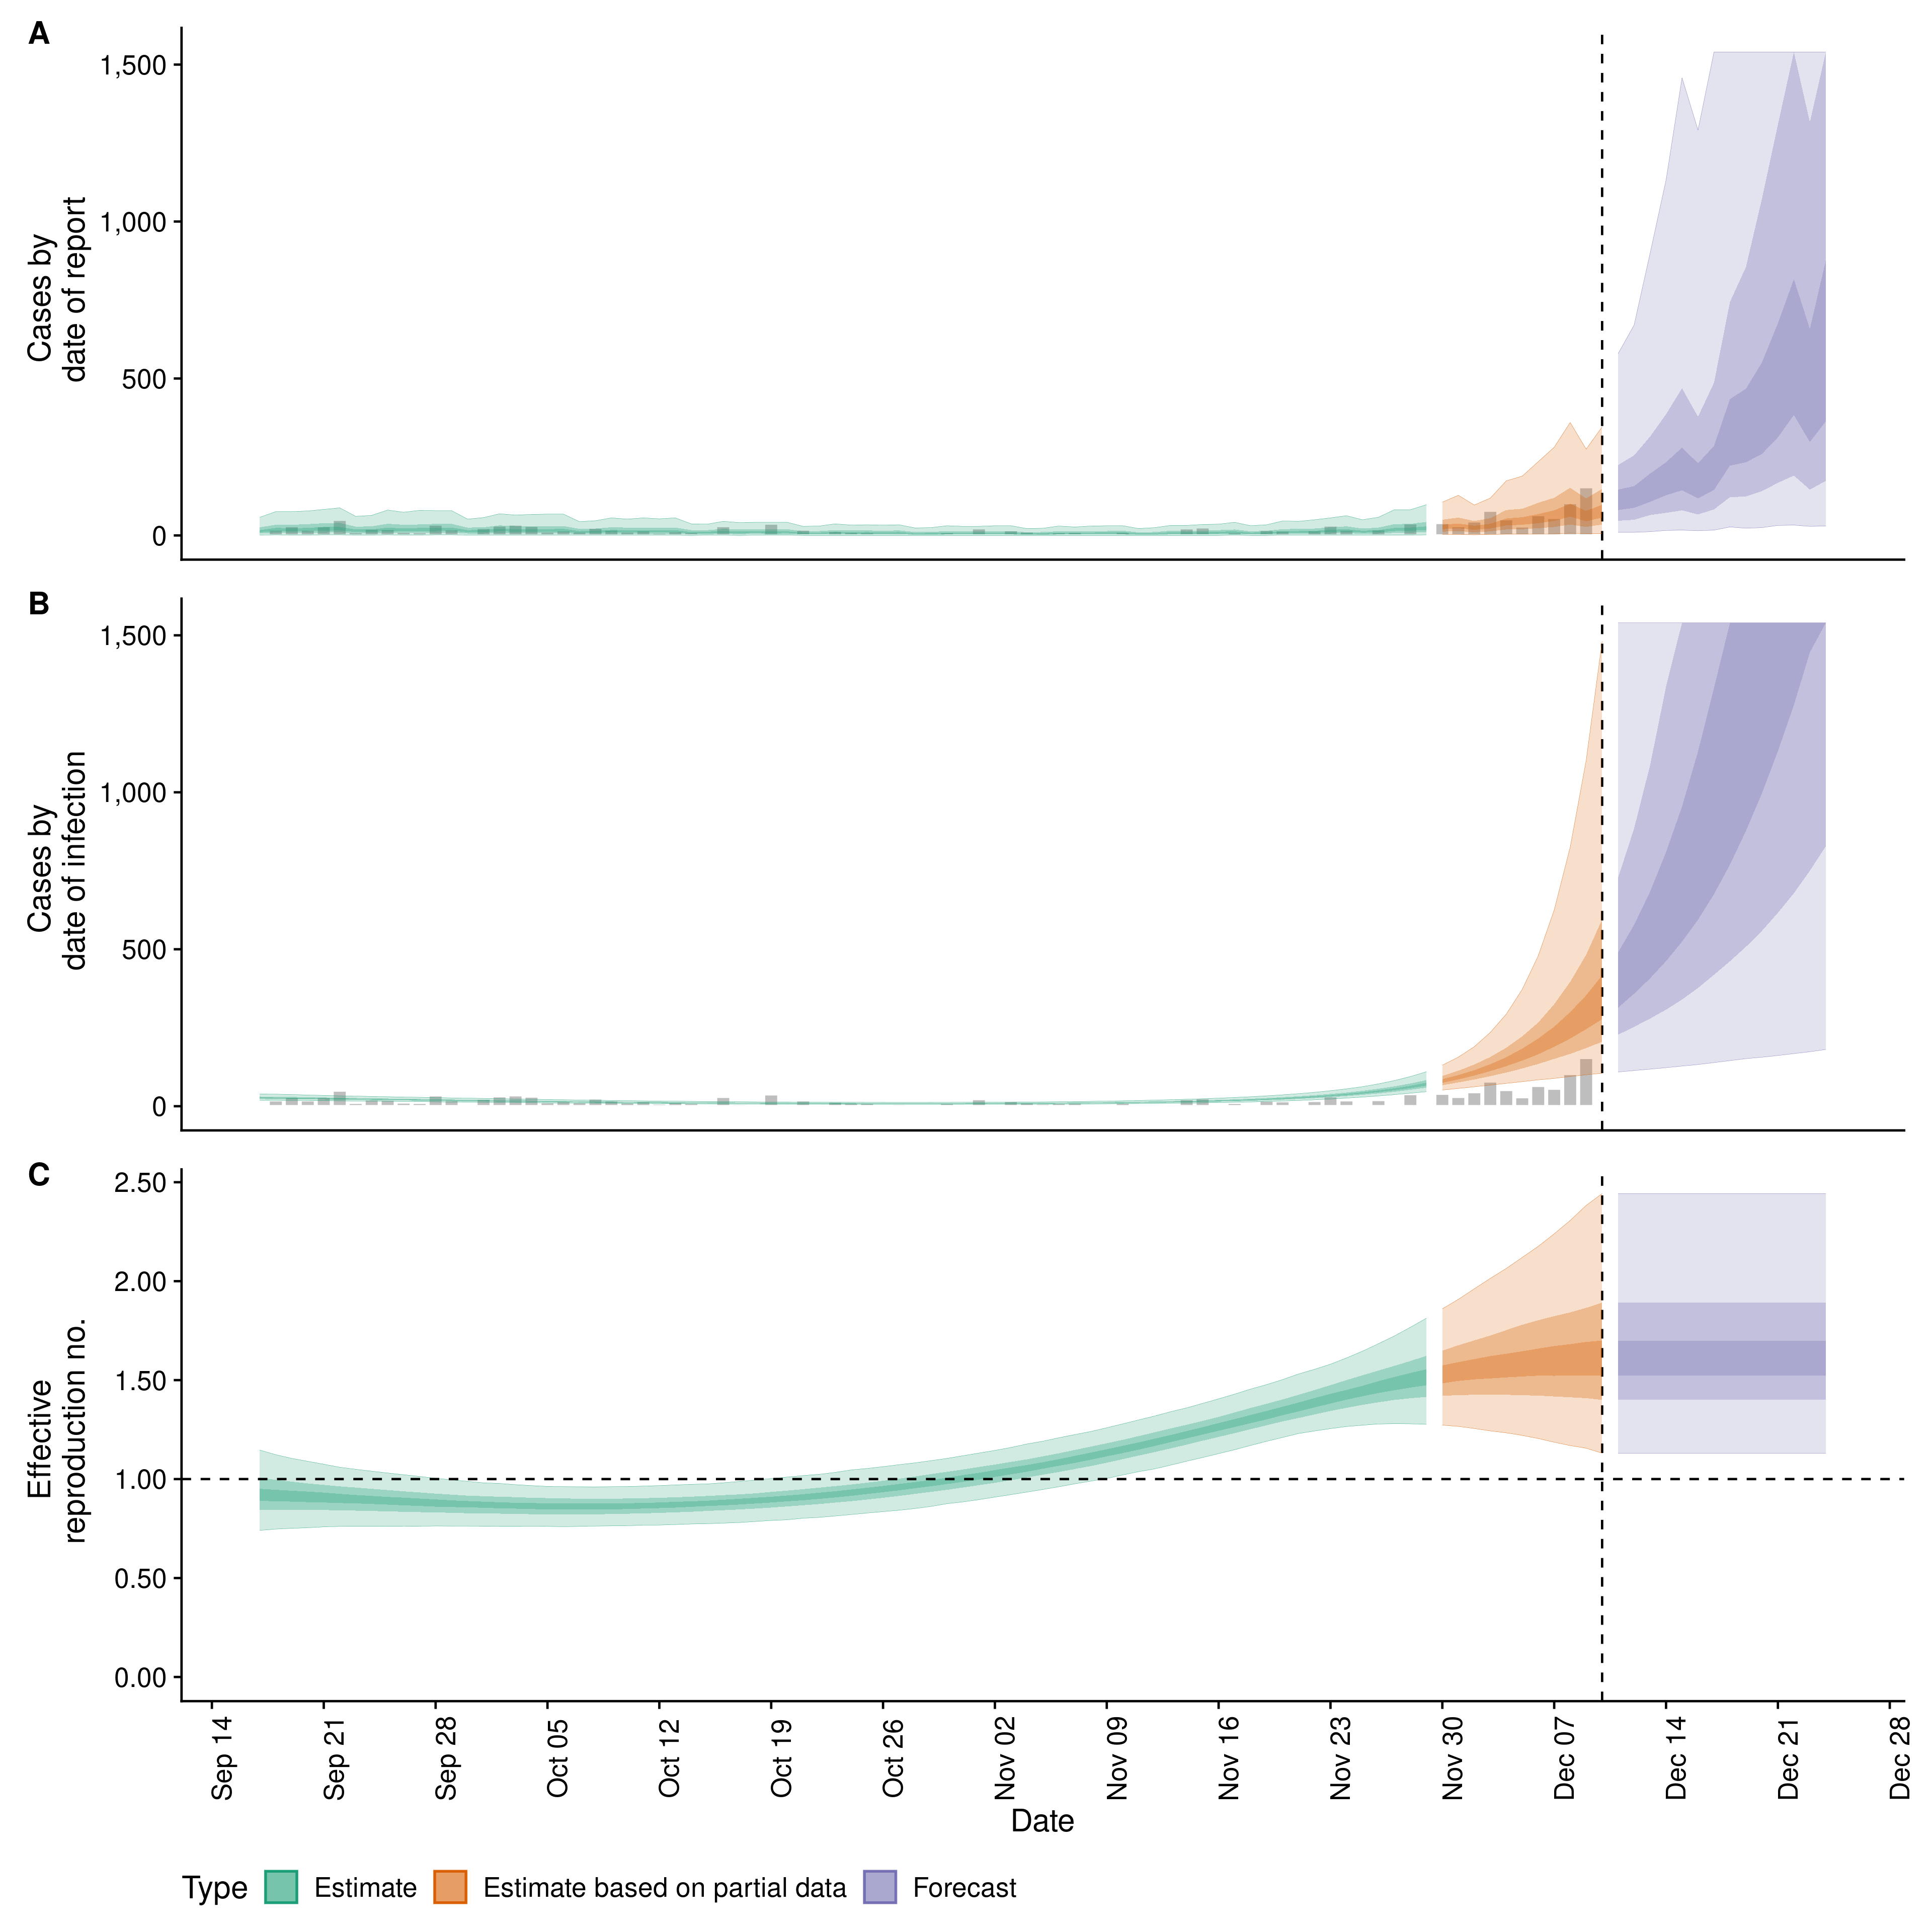 A
Cases by
date of report
1,500
1,000
500
0
B
Cases by
date of infection
1,500
1,000
500
0
C
Effective
reproduction no.
2.50
2.00
1.50
1.00
0.50
0.00
Sep 14
Sep 21
Sep 28
Oct 05
Oct 12
Oct 19
Oct 26
Nov 02
Nov 09
Nov 16
Nov 23
Nov 30
Dec 07
Dec 14
Dec 21
Dec 28
Date
Type Estimate Estimate based on partial data Forecast